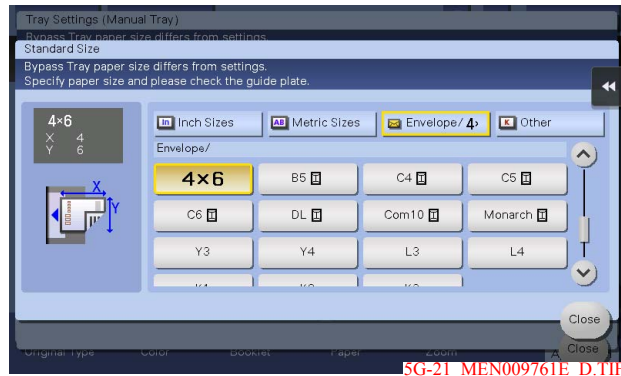 Tray Settings (Manual Tray)
Bypass Tray paper size differs from settings.
Standard Size
Bypass Tray paper size differs from settings.
Specify paper size and please check the guide plate.
4×6
X 4
Y 6
X
Y
Inch Sizes
Metric Sizes
Envelope/ 4›
Other
Envelope/
4×6
B5
C4
C5
C6
DL
Com10
Monarch
Y3
Y4
L3
L4
Close
Original Type
Color
Booklet
Paper
Zoom
Close
5G-21_MEN009761E_D.TIF